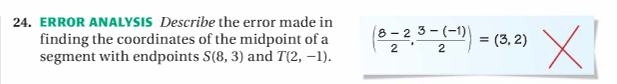 24. ERROR ANALYSIS Describe the error made in
finding the coordinates of the midpoint of a
segment with endpoints S(8, 3) and T(2, −1).
(8 − 2/2, 3 − (−1)/2) = (3, 2)